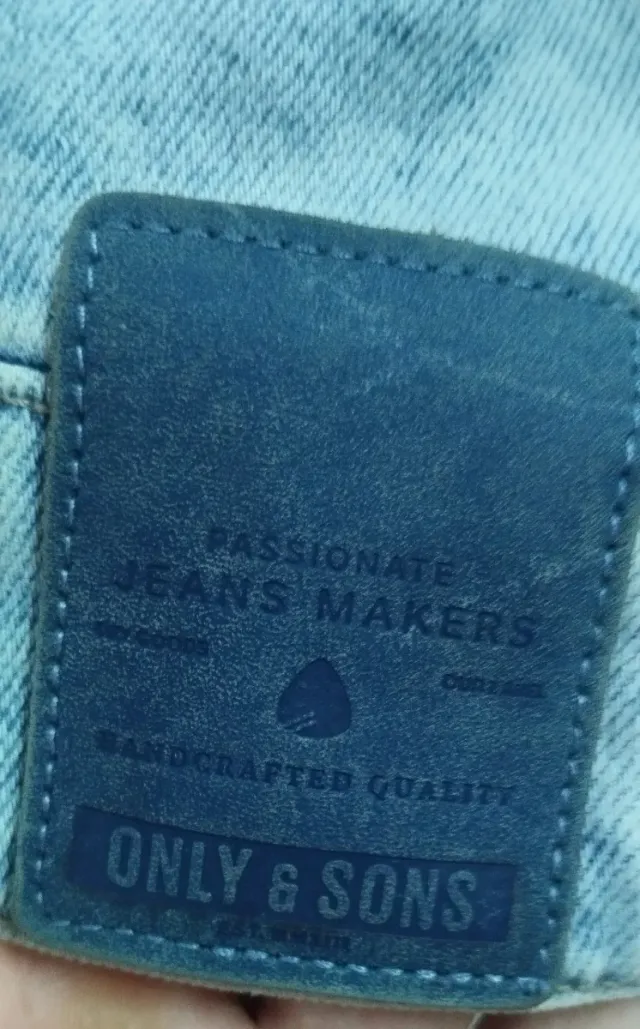 PASSIONATE
JEANS MAKERS
HANDCRAFTED QUALITY
ONLY & SONS